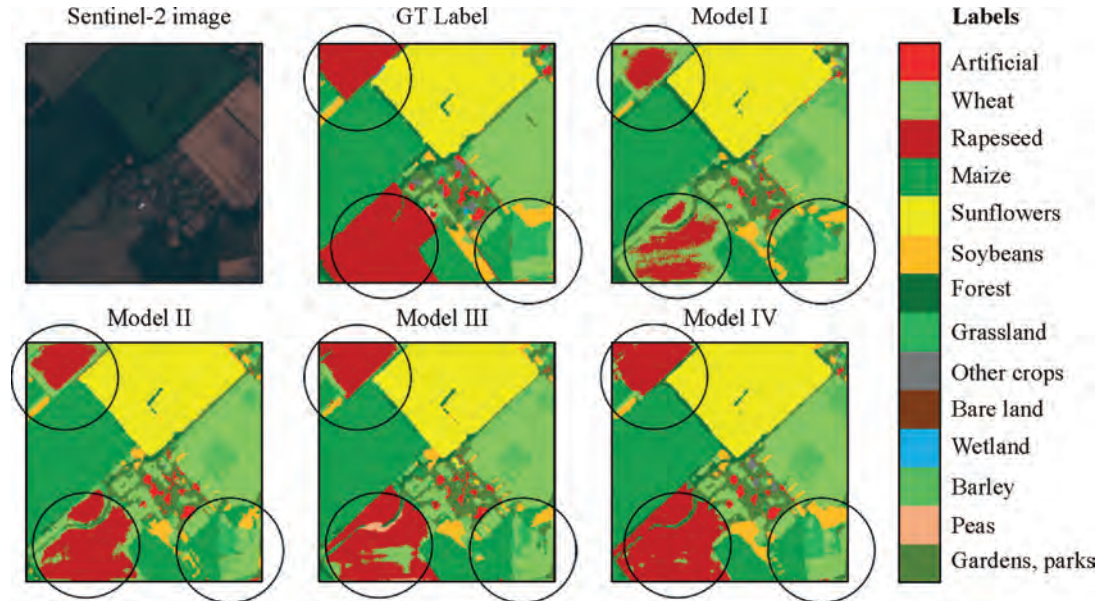 Sentinel-2 image
GT Label
Model I
Labels
Artificial
Wheat
Rapeseed
Maize
Sunflowers
Soybeans
Forest
Grassland
Other crops
Bare land
Wetland
Barley
Peas
Gardens, parks
Model II
Model III
Model IV